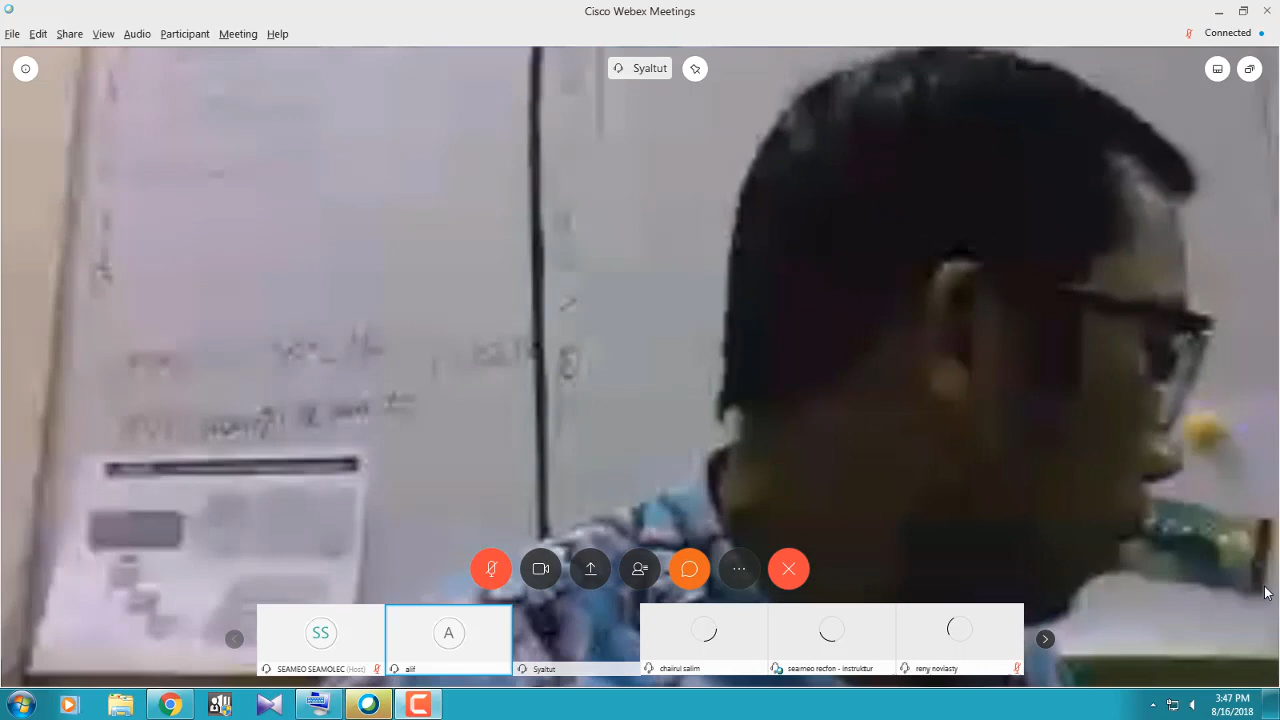 Cisco Webex Meetings
File Edit Share View Audio Participant Meeting Help
Connected
Syaltut
SS
A
SEAMEO SEAMOLEC (Host)
alif
Syaltut
chairul salim
seameo recfon - instruktur
reny noviasty
3:47 PM
8/16/2018